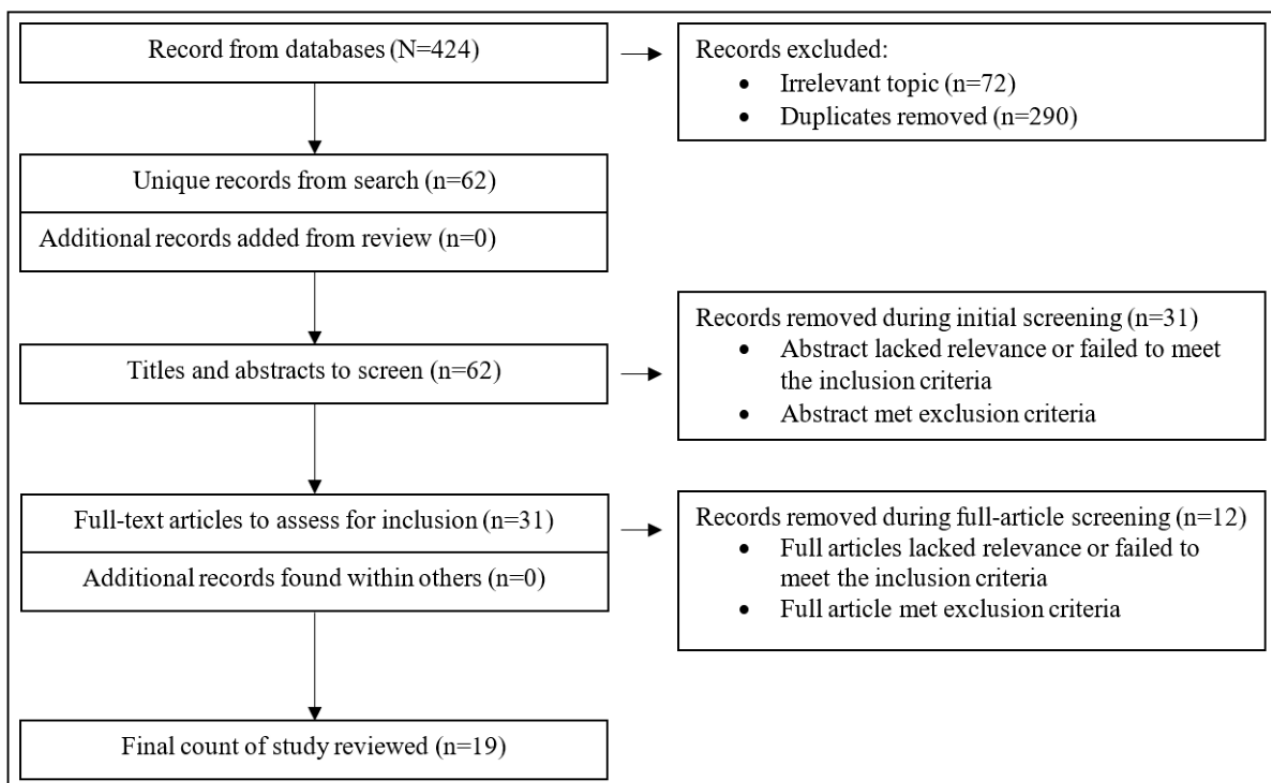 Record from databases (N=424)
Records excluded:
• Irrelevant topic (n=72)
• Duplicates removed (n=290)
Unique records from search (n=62)
Additional records added from review (n=0)
Titles and abstracts to screen (n=62)
Records removed during initial screening (n=31)
• Abstract lacked relevance or failed to meet
the inclusion criteria
• Abstract met exclusion criteria
Full-text articles to assess for inclusion (n=31)
Additional records found within others (n=0)
Records removed during full-article screening (n=12)
• Full articles lacked relevance or failed to
meet the inclusion criteria
• Full article met exclusion criteria
Final count of study reviewed (n=19)